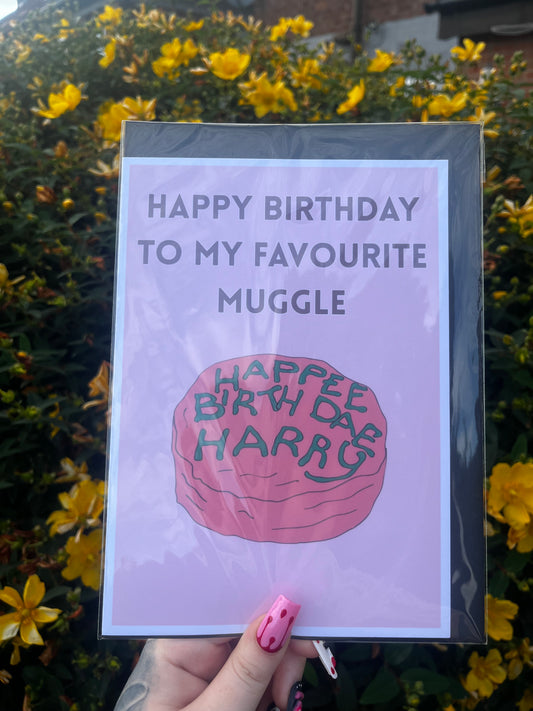 HAPPY BIRTHDAY
TO MY FAVOURITE
MUGGLE
HAPPEE
BIRTHDAE
HARRY